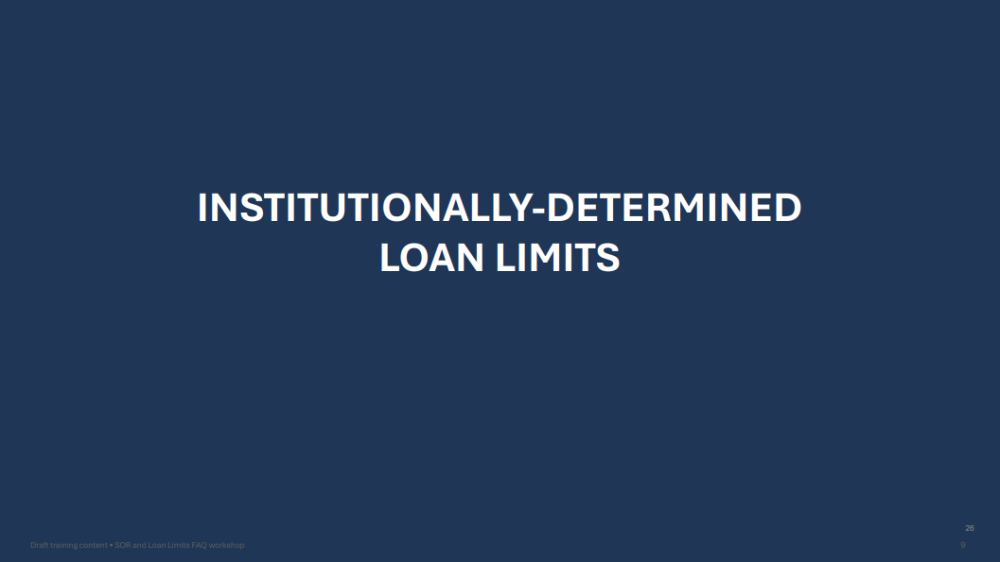 INSTITUTIONALLY-DETERMINED
LOAN LIMITS
26
Draft training content • SOR and Loan Limits FAQ workshop
9